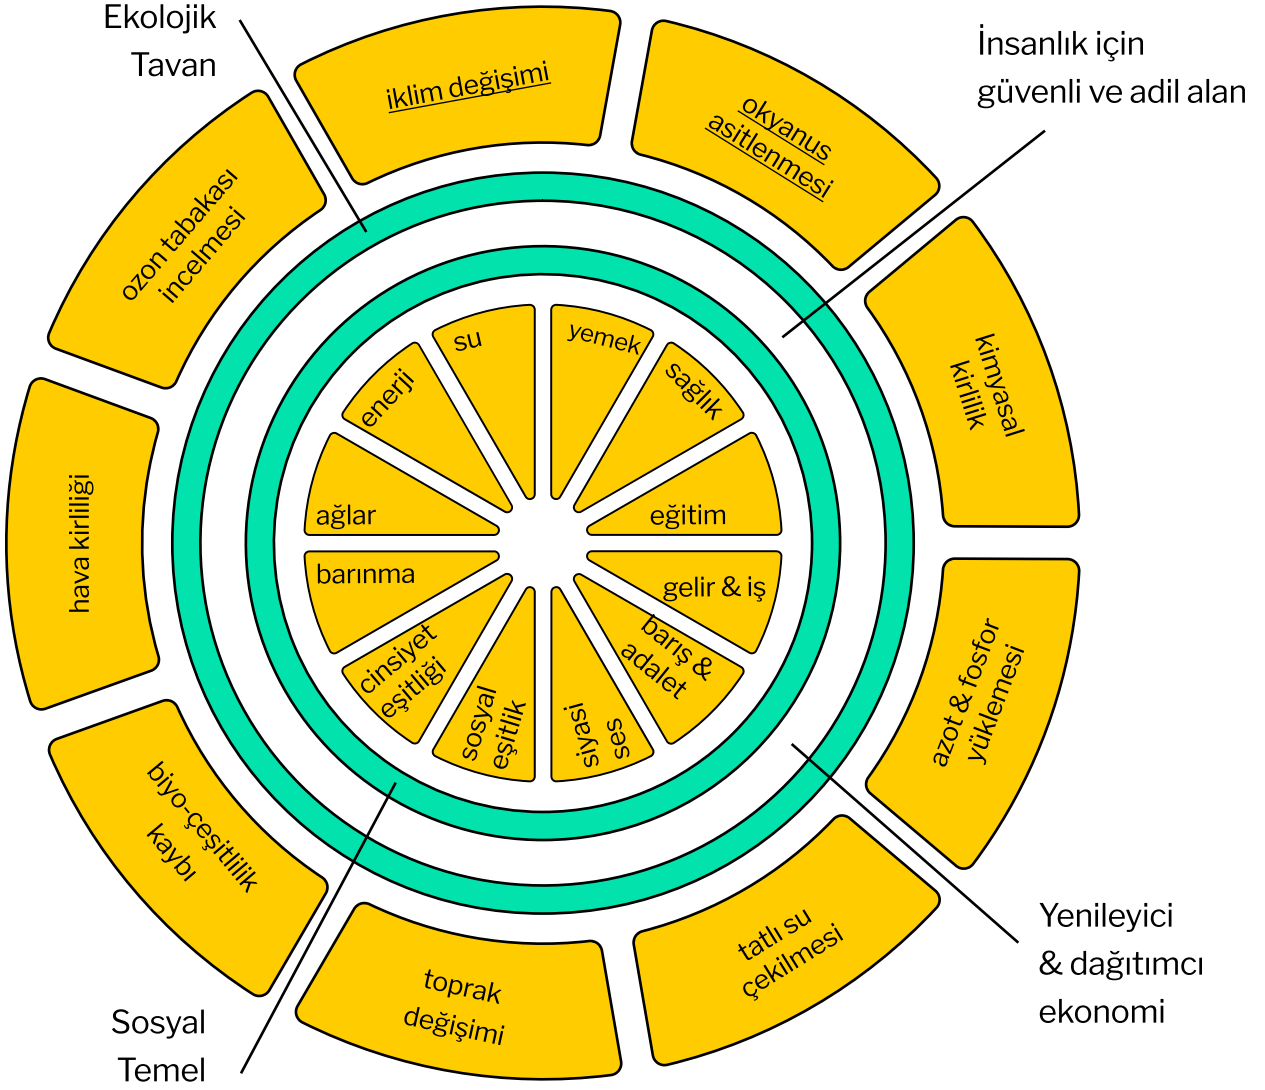 Ekolojik
Tavan
İnsanlık için
güvenli ve adil alan
iklim değişimi
okyanus
asitlenmesi
kimyasal
kirlilik
azot & fosfor
yüklemesi
tatlı su
çekilmesi
toprak
değişimi
biyo-çeşitlilik
kaybı
hava kirliliği
ozon tabakası
incelmesi
su
yemek
sağlık
eğitim
gelir & iş
barış &
adalet
siyasi
ses
sosyal
eşitlik
cinsiyet
eşitliği
barınma
ağlar
enerji
Yenileyici
& dağıtımcı
ekonomi
Sosyal
Temel